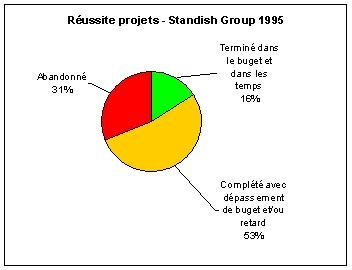 Réussite projets - Standish Group 1995
Terminé dans
le buget et
dans les
temps
16%
Abandonné
31%
Complété avec
dépassement
de buget et/ou
retard
53%